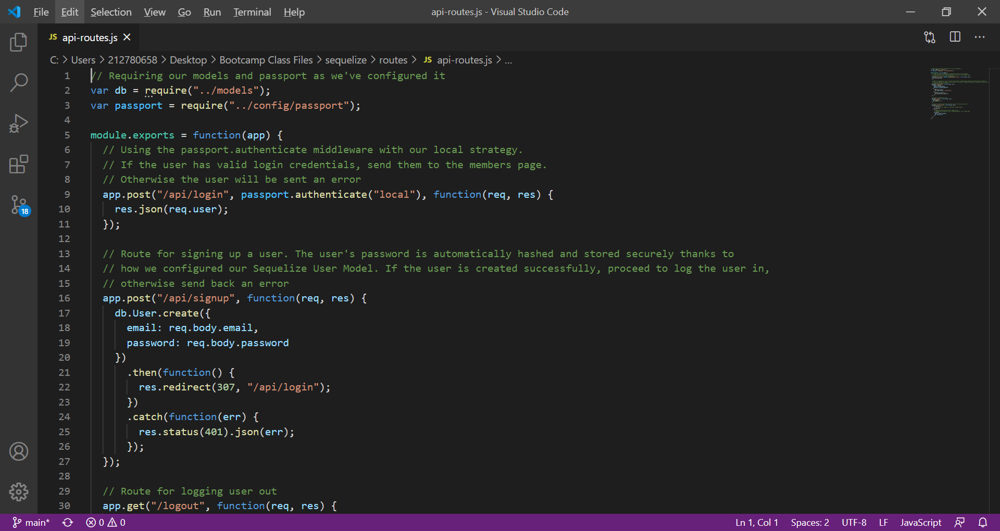 File Edit Selection View Go Run Terminal Help api-routes.js - Visual Studio Code
JS api-routes.js
C: > Users > 212780658 > Desktop > Bootcamp Class Files > sequelize > routes > JS api-routes.js > ...
1 // Requiring our models and passport as we've configured it
2 var db = require("../models");
3 var passport = require("../config/passport");
4
5 module.exports = function(app) {
6   // Using the passport.authenticate middleware with our local strategy.
7   // If the user has valid login credentials, send them to the members page.
8   // Otherwise the user will be sent an error
9   app.post("/api/login", passport.authenticate("local"), function(req, res) {
10     res.json(req.user);
11   });
12
13   // Route for signing up a user. The user's password is automatically hashed and stored securely thanks to
14   // how we configured our Sequelize User Model. If the user is created successfully, proceed to log the user in,
15   // otherwise send back an error
16   app.post("/api/signup", function(req, res) {
17     db.User.create({
18       email: req.body.email,
19       password: req.body.password
20     })
21       .then(function() {
22         res.redirect(307, "/api/login");
23       })
24       .catch(function(err) {
25         res.status(401).json(err);
26       });
27   });
28
29   // Route for logging user out
30   app.get("/logout", function(req, res) {
18
main* 0 0 Ln 1, Col 1 Spaces: 2 UTF-8 LF JavaScript